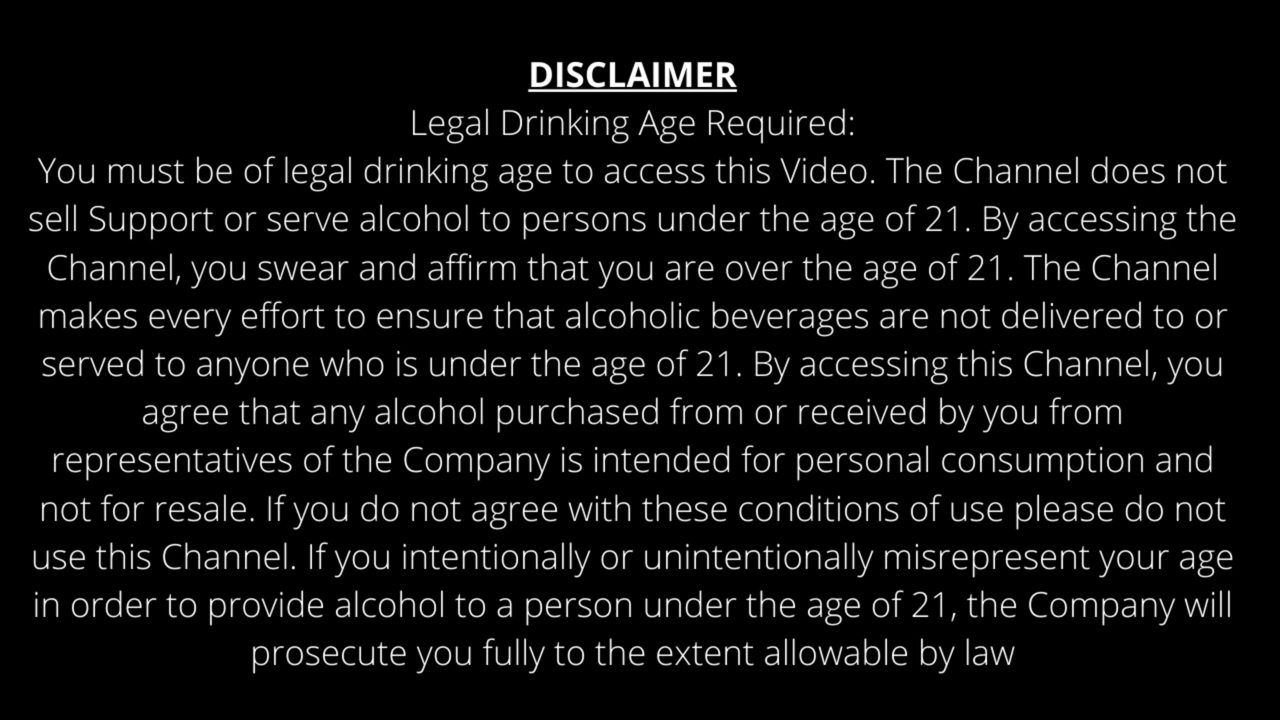 DISCLAIMER
Legal Drinking Age Required:
You must be of legal drinking age to access this Video. The Channel does not
sell Support or serve alcohol to persons under the age of 21. By accessing the
Channel, you swear and affirm that you are over the age of 21. The Channel
makes every effort to ensure that alcoholic beverages are not delivered to or
served to anyone who is under the age of 21. By accessing this Channel, you
agree that any alcohol purchased from or received by you from
representatives of the Company is intended for personal consumption and
not for resale. If you do not agree with these conditions of use please do not
use this Channel. If you intentionally or unintentionally misrepresent your age
in order to provide alcohol to a person under the age of 21, the Company will
prosecute you fully to the extent allowable by law